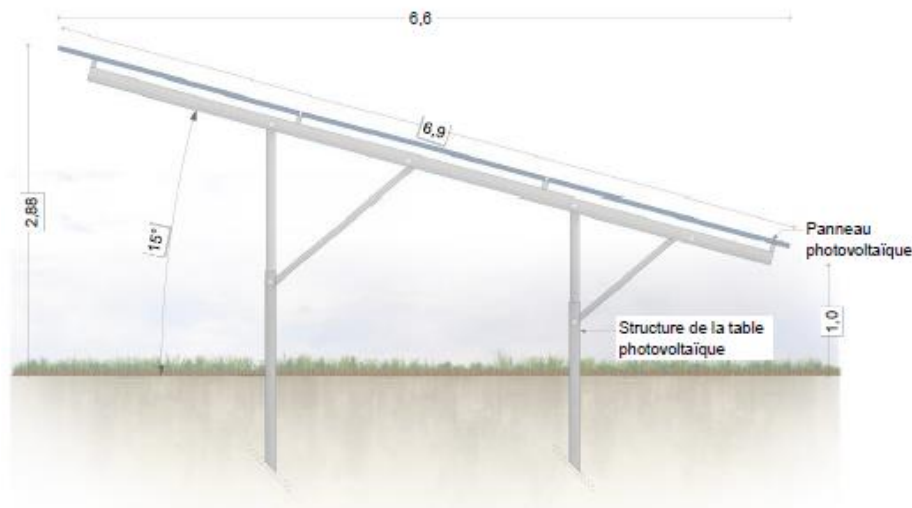 6,6
6,9
2,88
15°
Panneau
photovoltaïque
1,0
Structure de la table
photovoltaïque